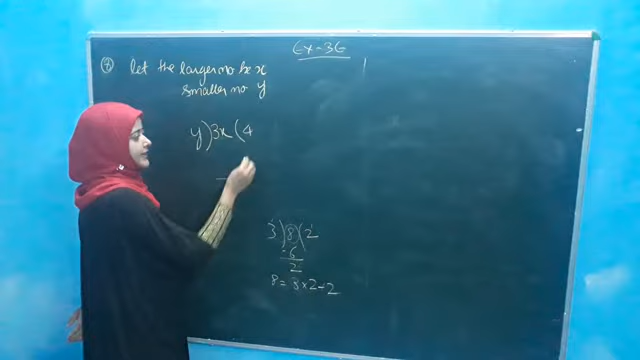 Ex-3E
(7) let the larger no be x
smaller no y
y)3x(4
3)8(2
-6
2
8 = 3×2-2